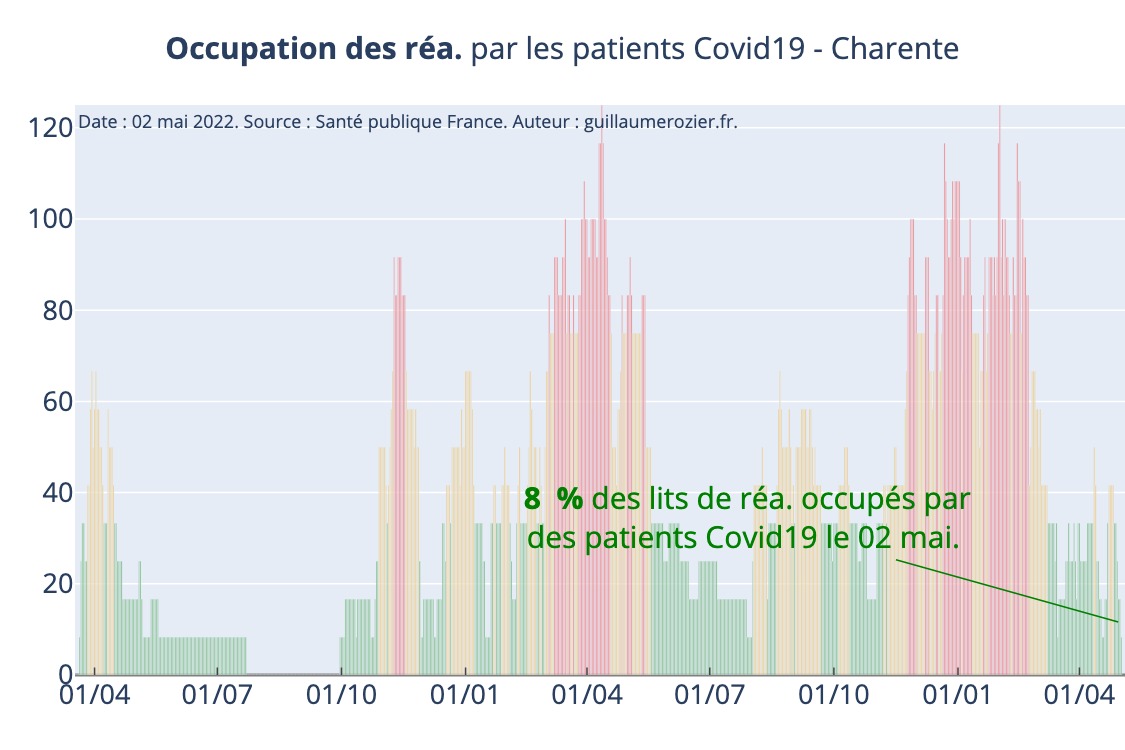 Occupation des réa. par les patients Covid19 - Charente
Date : 02 mai 2022. Source : Santé publique France. Auteur : guillaumerozier.fr.
120
100
80
60
40
20
0
8 % des lits de réa. occupés par
des patients Covid19 le 02 mai.
01/04 01/07 01/10 01/01 01/04 01/07 01/10 01/01 01/04